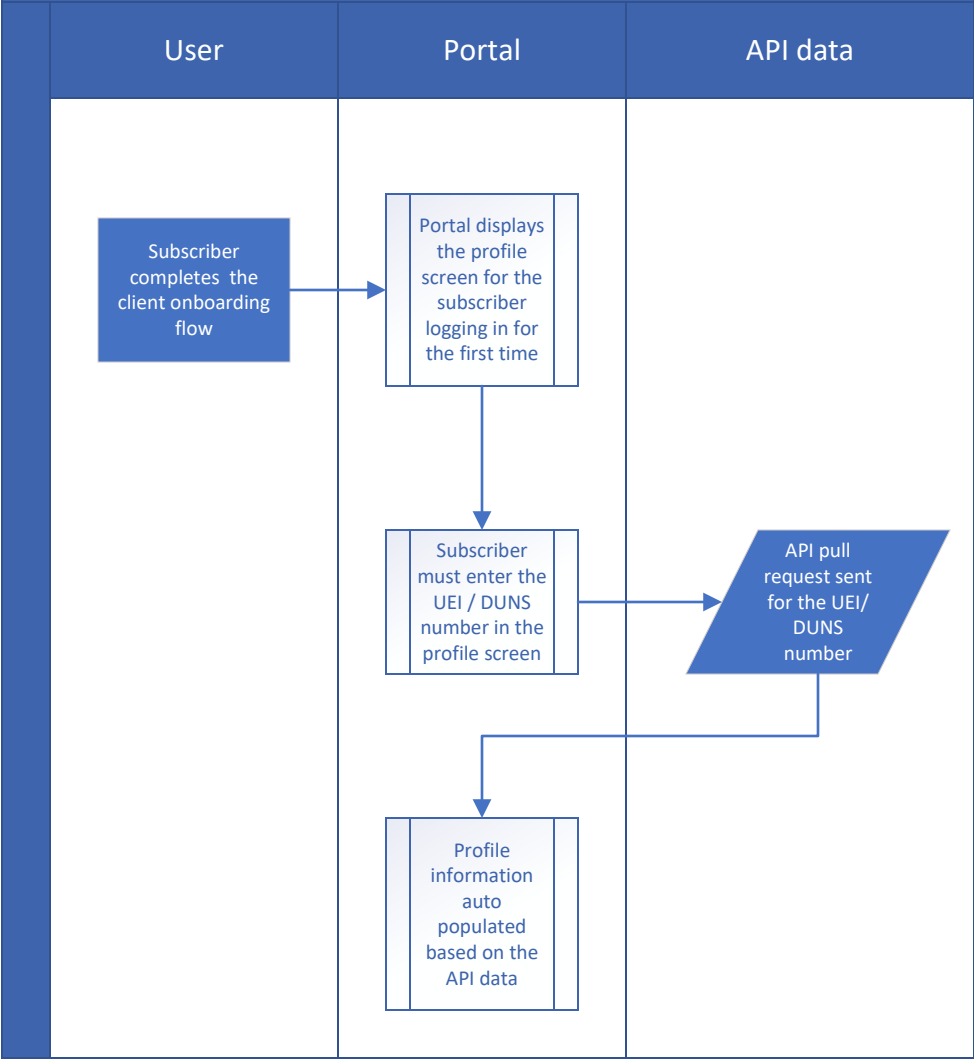 User
Portal
API data
Subscriber
completes  the
client onboarding
flow
Portal displays
the profile
screen for the
subscriber
logging in for
the first time
Subscriber
must enter the
UEI / DUNS
number in the
profile screen
API pull
request sent
for the UEI/
DUNS
number
Profile
information
auto
populated
based on the
API data